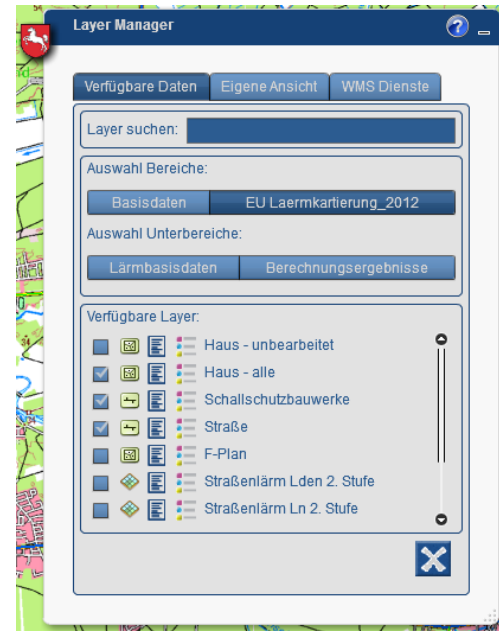 Layer Manager
Verfügbare Daten Eigene Ansicht WMS Dienste
Layer suchen:
Auswahl Bereiche:
Basisdaten EU Laermkartierung_2012
Auswahl Unterbereiche:
Lärmbasisdaten Berechnungsergebnisse
Verfügbare Layer:
Haus - unbearbeitet
Haus - alle
Schallschutzbauwerke
Straße
F-Plan
Straßenlärm Lden 2. Stufe
Straßenlärm Ln 2. Stufe